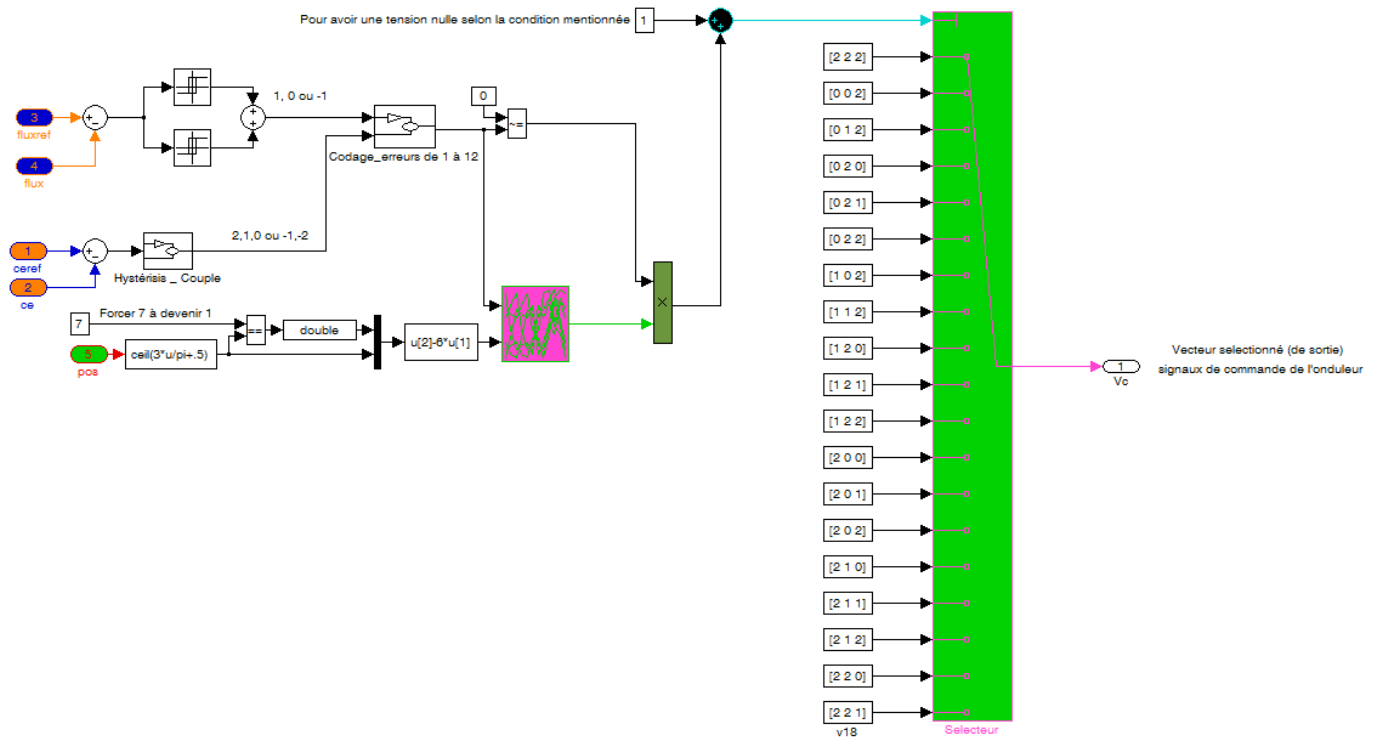 Pour avoir une tension nulle selon la condition mentionnée
1
[2 2 2]
[0 0 2]
[0 1 2]
[0 2 0]
[0 2 1]
[0 2 2]
[1 0 2]
[1 1 2]
[1 2 0]
[1 2 1]
[1 2 2]
[2 0 0]
[2 0 1]
[2 0 2]
[2 1 0]
[2 1 1]
[2 1 2]
[2 2 0]
[2 2 1]
v18
Selecteur
3
fluxref
4
flux
1, 0 ou -1
0
~=
Codage_erreurs de 1 à 12
1
ceref
2
ce
2,1,0 ou -1,-2
Hystérisis _ Couple
Forcer 7 à devenir 1
7
==
double
5
pos
ceil(3*u/pi+.5)
u[2]-6*u[1]
×
1
Vc
Vecteur selectionné (de sortie)
signaux de commande de l'onduleur